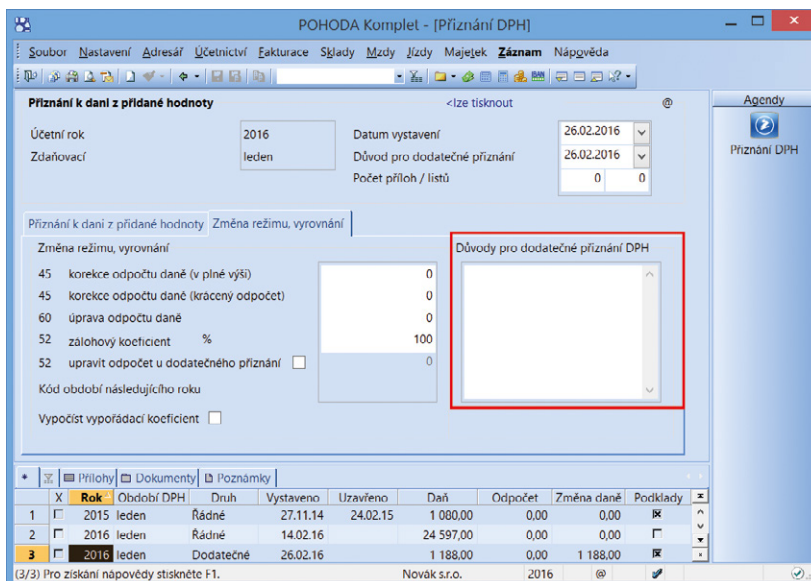 POHODA Komplet - [Přiznání DPH]
Soubor Nastavení Adresář Účetnictví Fakturace Sklady Mzdy Jízdy Majetek Záznam Nápověda
Přiznání k dani z přidané hodnoty <lze tisknout @
Agendy
Přiznání DPH
Účetní rok 2016 Datum vystavení 26.02.2016
Zdaňovací leden Důvod pro dodatečné přiznání 26.02.2016
Počet příloh / listů 0 0
Přiznání k dani z přidané hodnoty Změna režimu, vyrovnání
Změna režimu, vyrovnání Důvody pro dodatečné přiznání DPH
45 korekce odpočtu daně (v plné výši) 0
45 korekce odpočtu daně (krácený odpočet) 0
60 úprava odpočtu daně 0
52 zálohový koeficient % 100
52 upravit odpočet u dodatečného přiznání 0
Kód období následujícího roku
Vypočíst vypořádací koeficient
* Přílohy Dokumenty Poznámky
X Rok Období DPH Druh Vystaveno Uzavřeno Daň Odpočet Změna daně Podklady
1 2015 leden Řádné 27.11.14 24.02.15 1 080,00 0,00 0,00
2 2016 leden Řádné 14.02.16 24 597,00 0,00 0,00
3 2016 leden Dodatečné 26.02.16 1 188,00 0,00 1 188,00
(3/3) Pro získání nápovědy stiskněte F1. Novák s.r.o. 2016 @